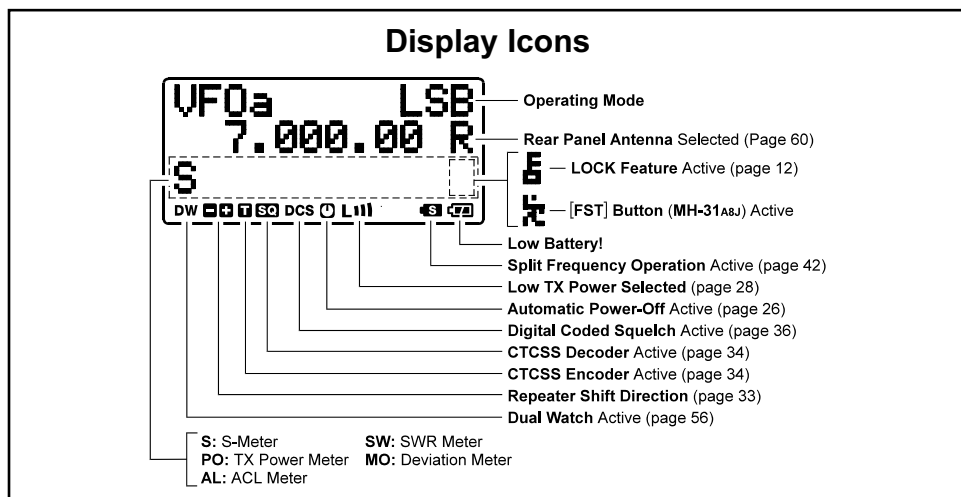 Display Icons
VFOa LSB
7.000.00 R
S
DW - + T SQ DCS L S
Operating Mode
Rear Panel Antenna Selected (Page 60)
LOCK Feature Active (page 12)
[FST] Button (MH-31A8J) Active
Low Battery!
Split Frequency Operation Active (page 42)
Low TX Power Selected (page 28)
Automatic Power-Off Active (page 26)
Digital Coded Squelch Active (page 36)
CTCSS Decoder Active (page 34)
CTCSS Encoder Active (page 34)
Repeater Shift Direction (page 33)
Dual Watch Active (page 56)
S: S-Meter SW: SWR Meter
PO: TX Power Meter MO: Deviation Meter
AL: ACL Meter